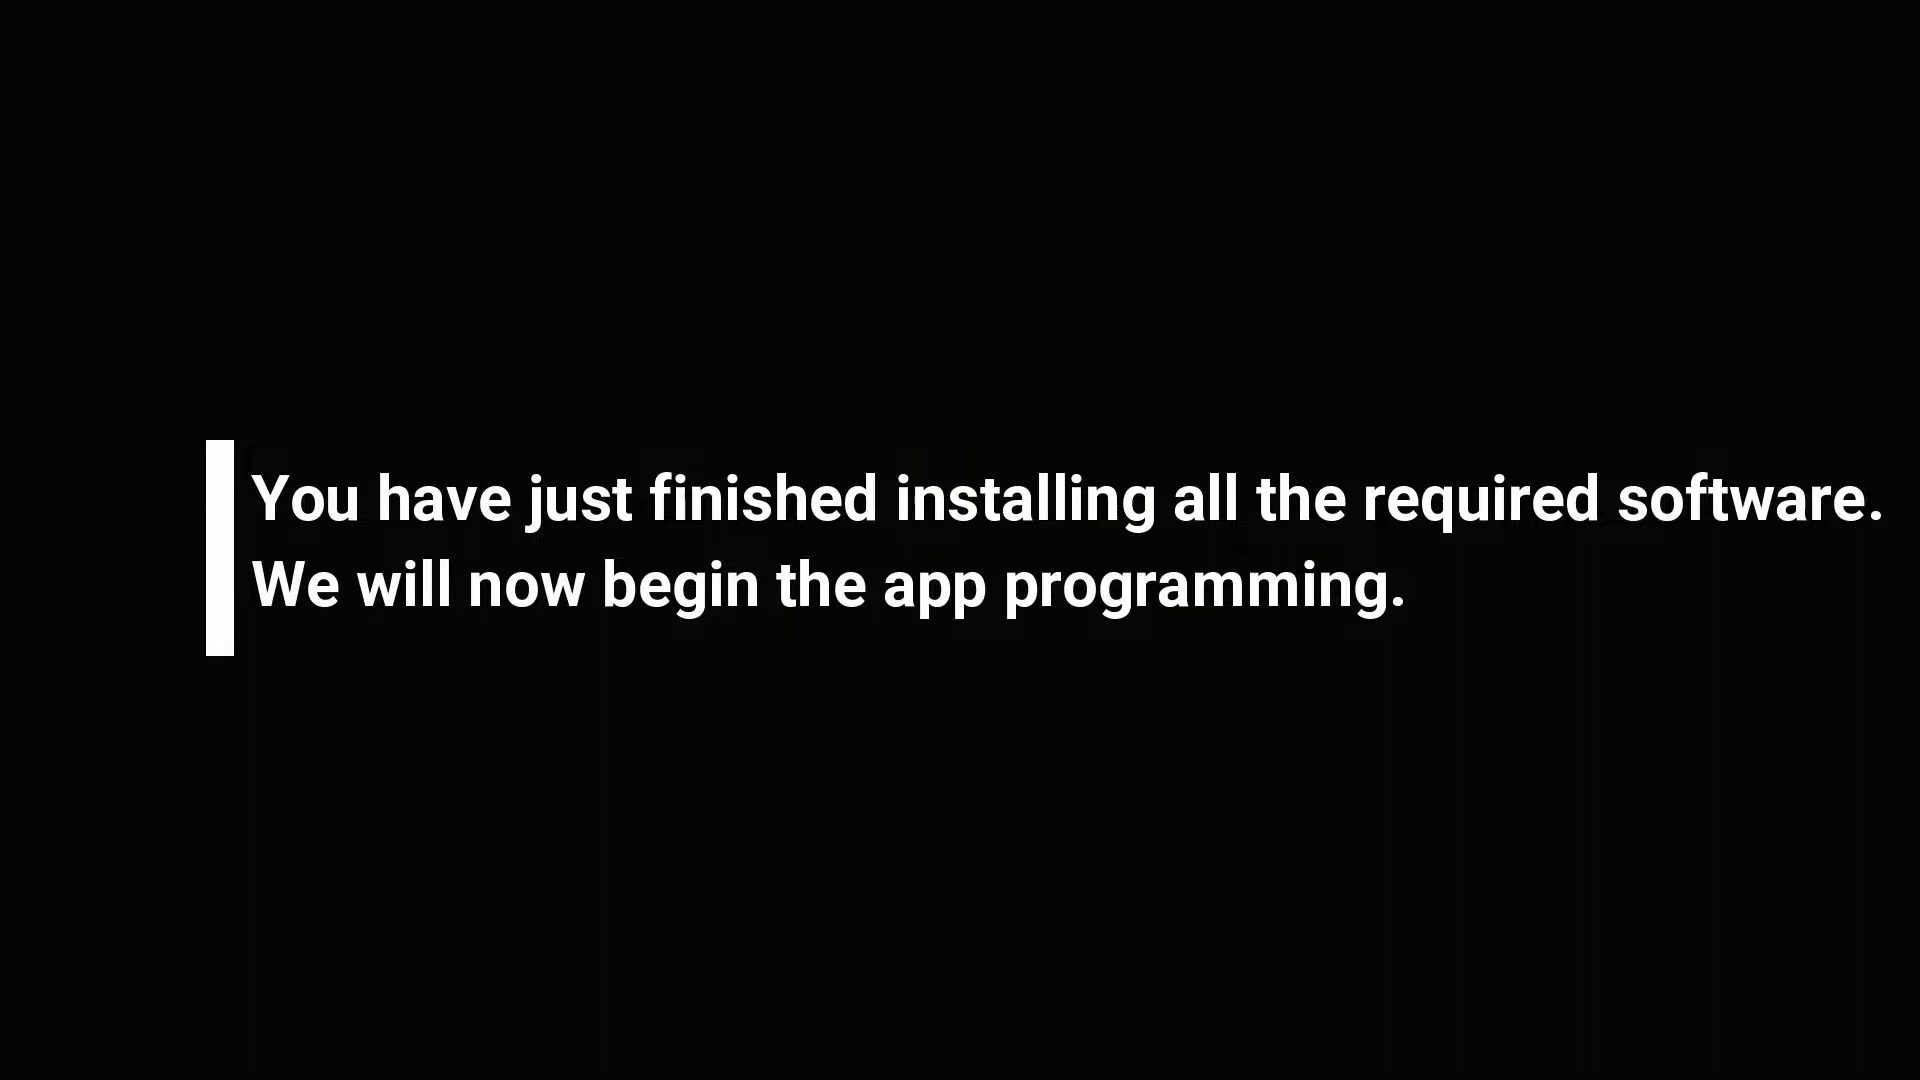 You have just finished installing all the required software.
We will now begin the app programming.